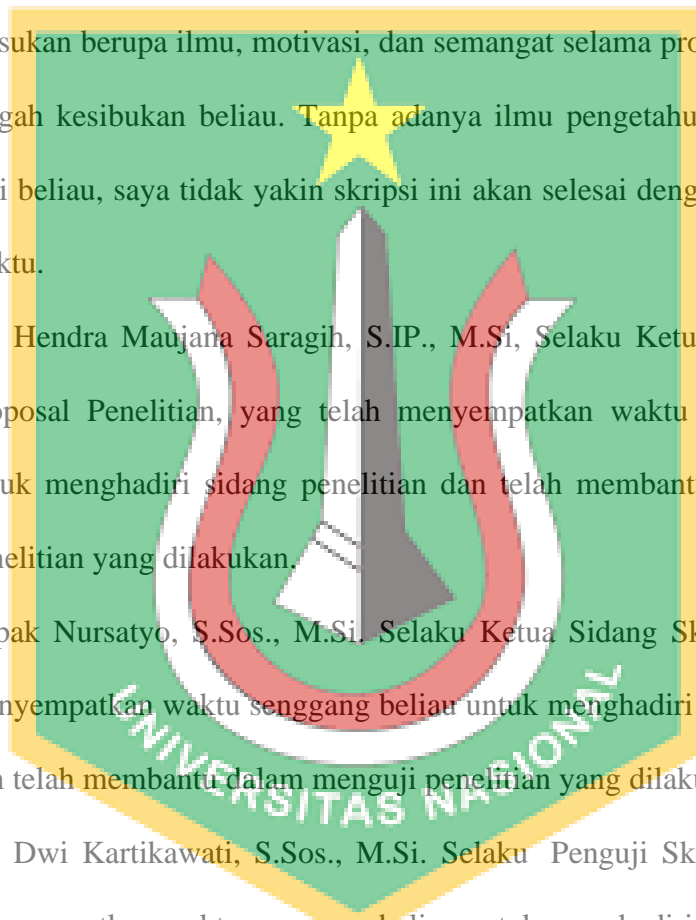 sukan berupa ilmu, motivasi, dan semangat selama pro
gah kesibukan beliau. Tanpa adanya ilmu pengetahu
i beliau, saya tidak yakin skripsi ini akan selesai deng
ktu.
Hendra Maujana Saragih, S.IP., M.Si, Selaku Ketu
oposal Penelitian, yang telah menyempatkan waktu
uk menghadiri sidang penelitian dan telah membant
nelitian yang dilakukan.
pak Nursatyo, S.Sos., M.Si. Selaku Ketua Sidang Sk
nyempatkan waktu senggang beliau untuk menghadiri
n telah membantu dalam menguji penelitian yang dilaku
UNIVERSITAS NASIONAL
Dwi Kartikawati, S.Sos., M.Si. Selaku Penguji Sk